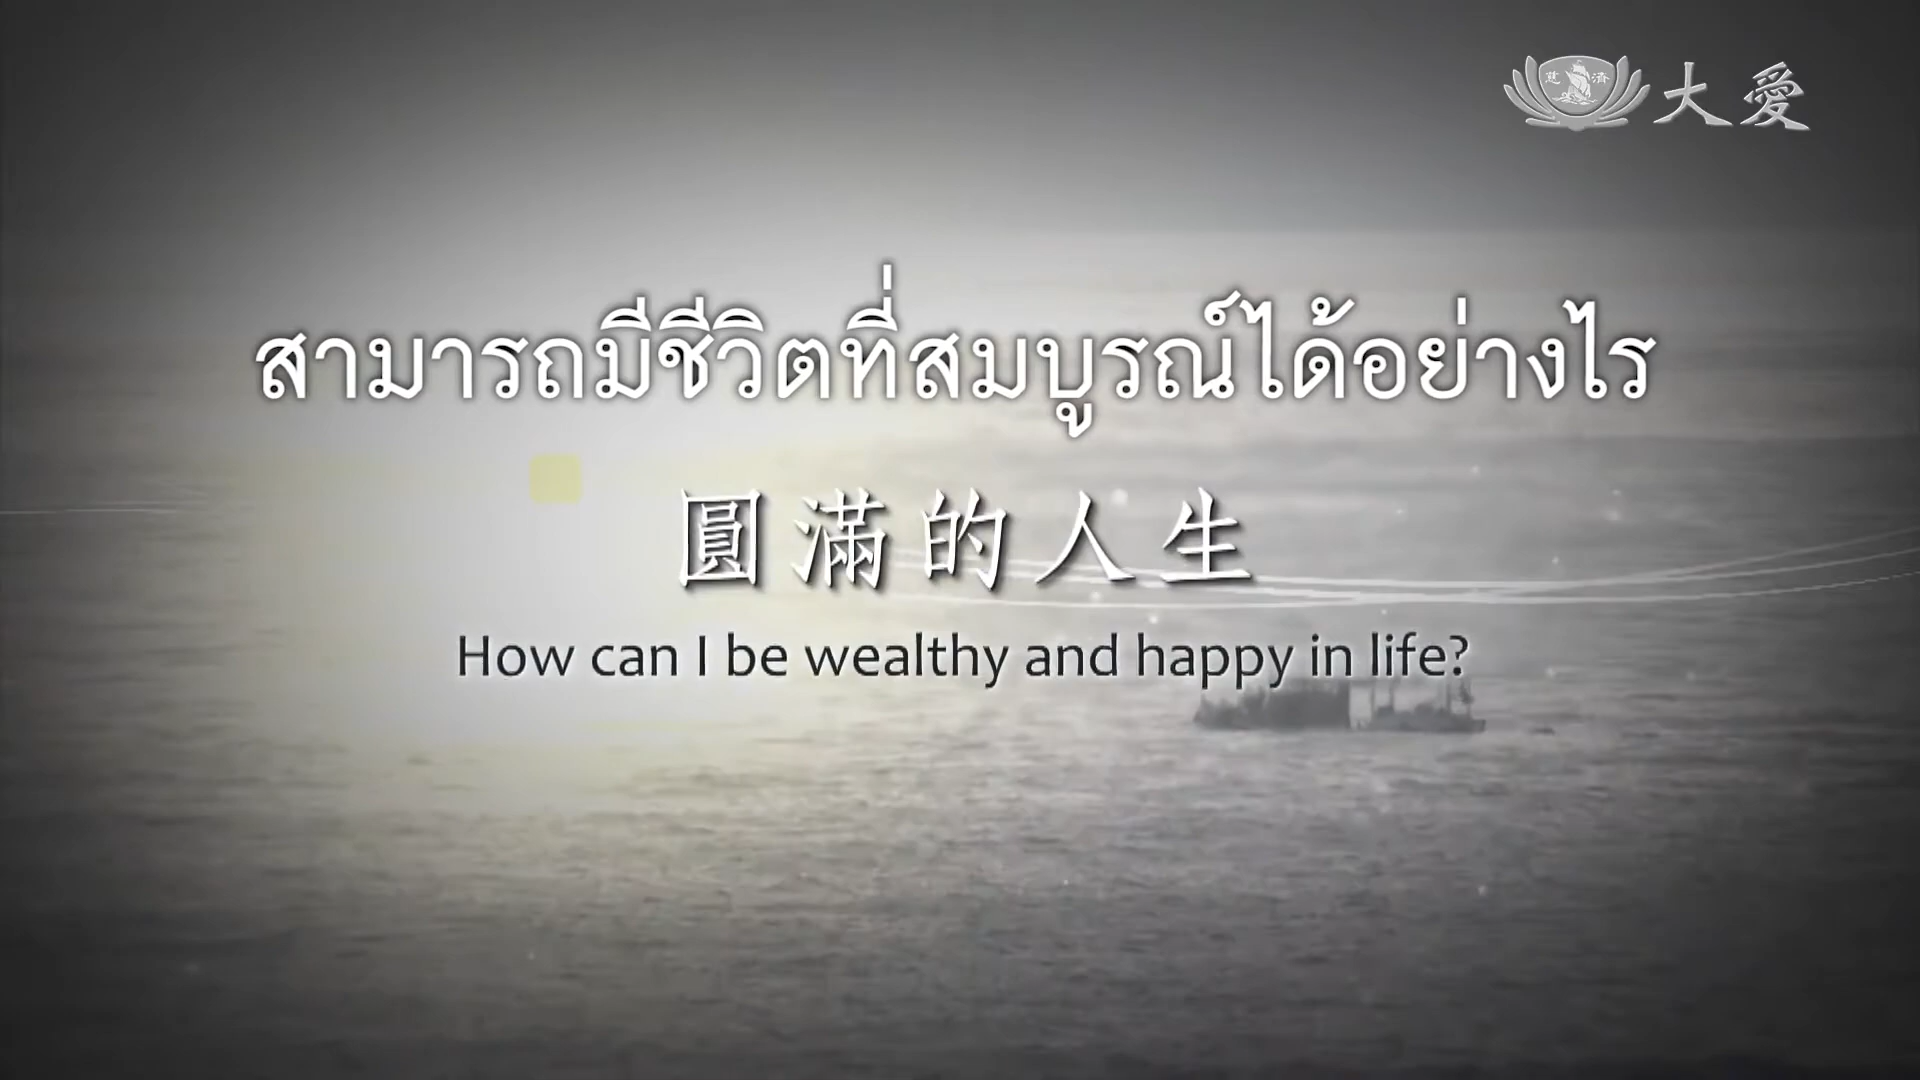 慈濟 大愛
สามารถมีชีวิตที่สมบูรณ์ได้อย่างไร
圓滿的人生
How can I be wealthy and happy in life?